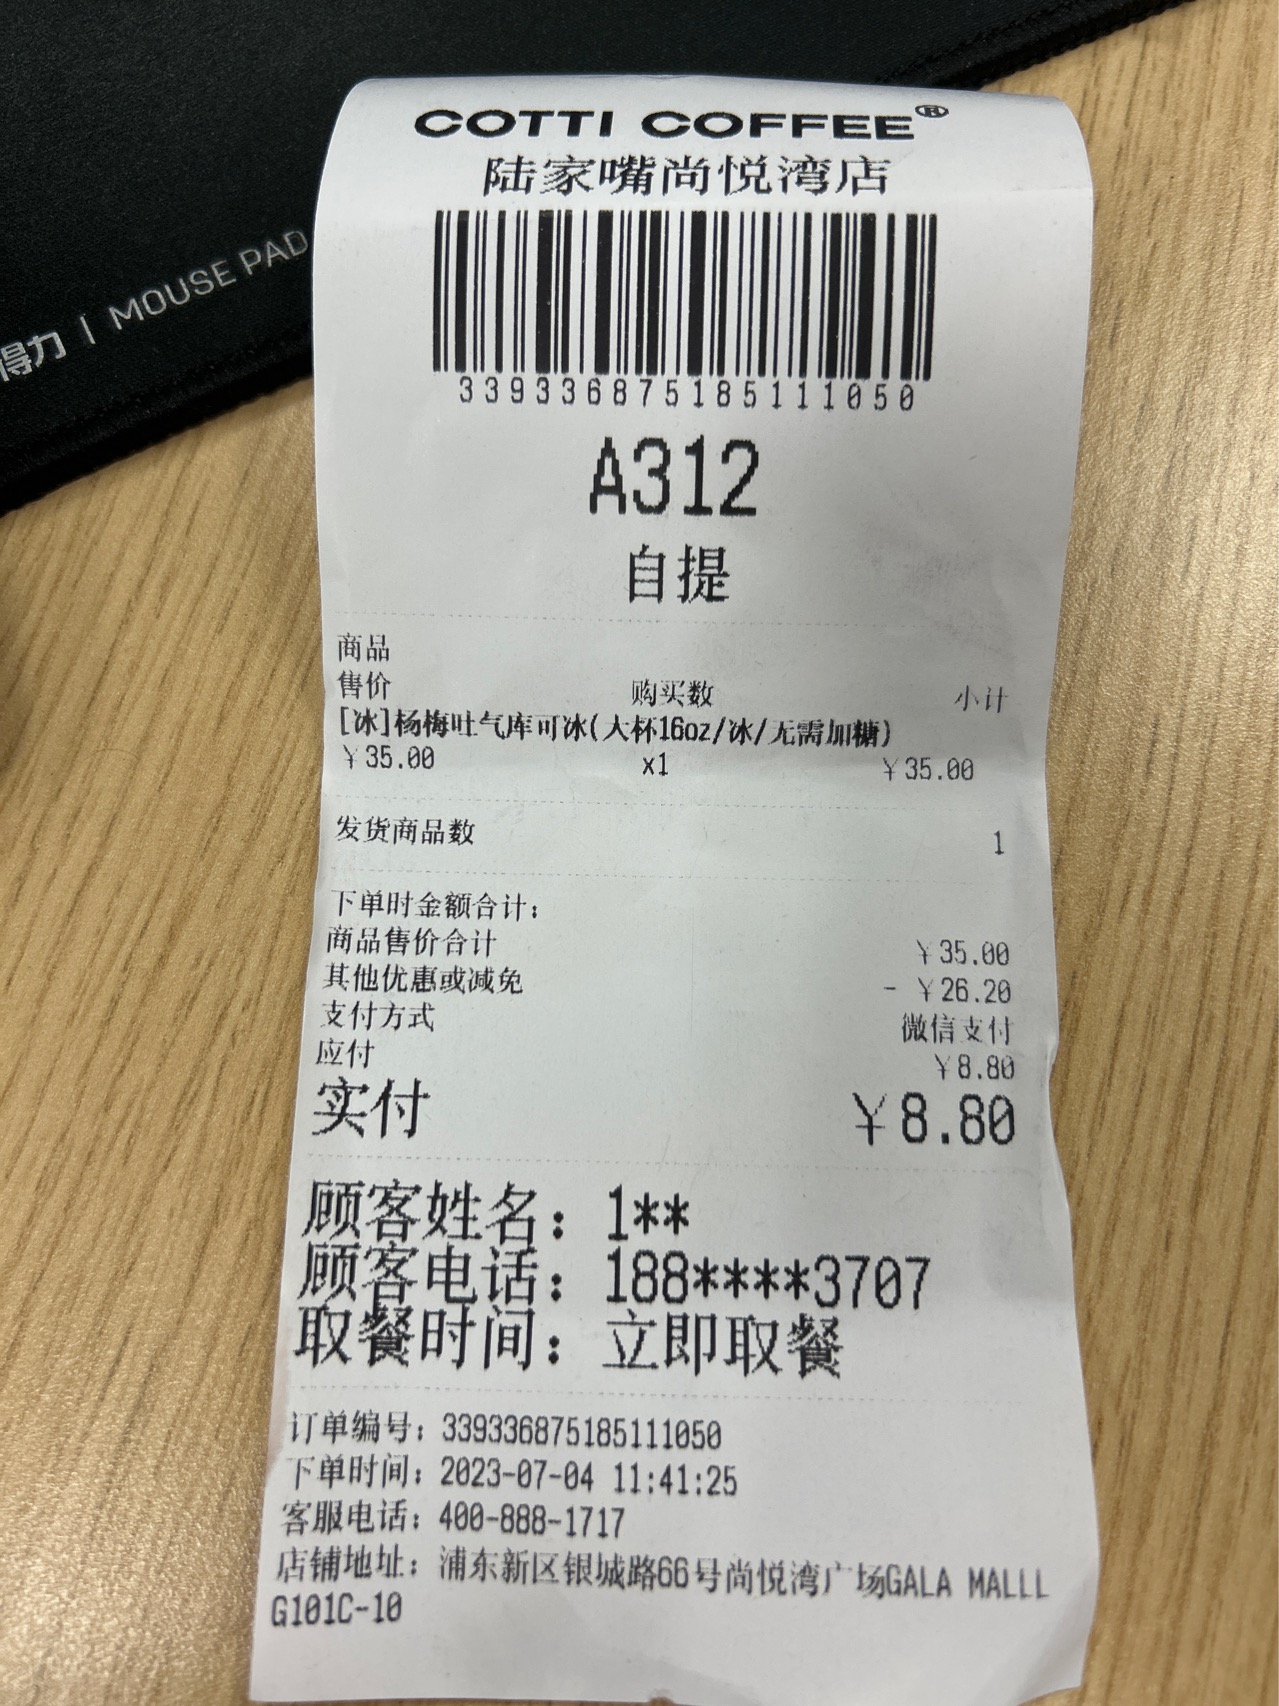 得力 | MOUSE PAD
COTTI COFFEE®
陆家嘴尚悦湾店
339336875185111050
A312
自提
商品
售价 购买数 小计
[冰]杨梅吐气库可冰(大杯16oz/冰/无需加糖)
￥35.00 x1 ￥35.00
发货商品数 1
下单时金额合计：
商品售价合计 ￥35.00
其他优惠或减免 - ￥26.20
支付方式 微信支付
应付 ￥8.80
实付 ￥8.80
顾客姓名：1**
顾客电话：188****3707
取餐时间：立即取餐
订单编号：339336875185111050
下单时间：2023-07-04 11:41:25
客服电话：400-888-1717
店铺地址：浦东新区银城路66号尚悦湾广场GALA MALLL
G101C-10